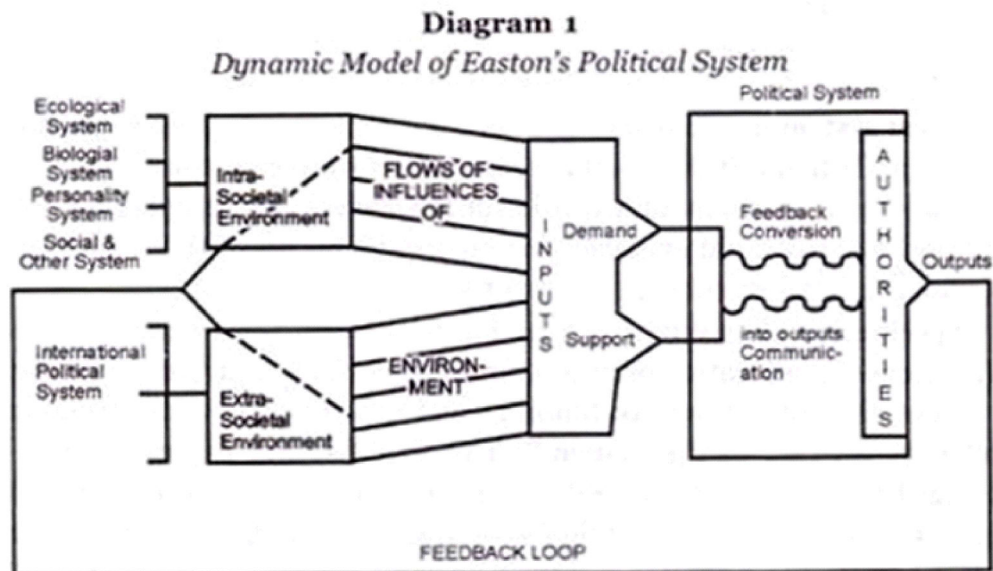 Diagram 1
Dynamic Model of Easton's Political System
Political System
Ecological
System
Biologial
System
Personality
System
Social &
Other System
Intra-
Societal
Environment
FLOWS OF
INFLUENCES
OF
INPUTS
Demand
Support
Feedback
Conversion
into outputs
Communic-
ation
AUTHORITIES
Outputs
International
Political
System
Extra-
Societal
Environment
ENVIRON-
MENT
FEEDBACK LOOP